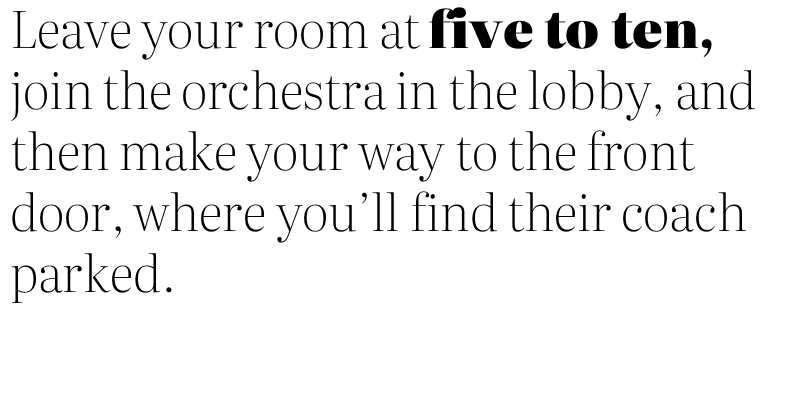 Leave your room at five to ten,
join the orchestra in the lobby, and
then make your way to the front
door, where you’ll find their coach
parked.